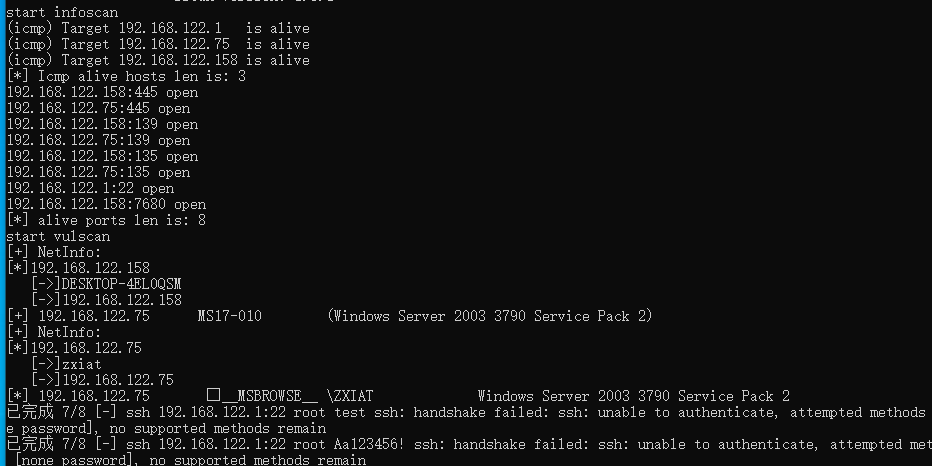 start infoscan
(icmp) Target 192.168.122.1 is alive
(icmp) Target 192.168.122.75 is alive
(icmp) Target 192.168.122.158 is alive
[*] Icmp alive hosts len is: 3
192.168.122.158:445 open
192.168.122.75:445 open
192.168.122.158:139 open
192.168.122.75:139 open
192.168.122.158:135 open
192.168.122.75:135 open
192.168.122.1:22 open
192.168.122.158:7680 open
[*] alive ports len is: 8
start vulscan
[+] NetInfo:
[*]192.168.122.158
[->]DESKTOP-4ELOQSM
[->]192.168.122.158
[+] 192.168.122.75 MS17-010 (Windows Server 2003 3790 Service Pack 2)
[+] NetInfo:
[*]192.168.122.75
[->]zxiat
[->]192.168.122.75
[*] 192.168.122.75 □__MSBROWSE__ \ZXIAT Windows Server 2003 3790 Service Pack 2
已完成 7/8 [-] ssh 192.168.122.1:22 root test ssh: handshake failed: ssh: unable to authenticate, attempted methods
e password], no supported methods remain
已完成 7/8 [-] ssh 192.168.122.1:22 root Aa123456! ssh: handshake failed: ssh: unable to authenticate, attempted met
[none password], no supported methods remain